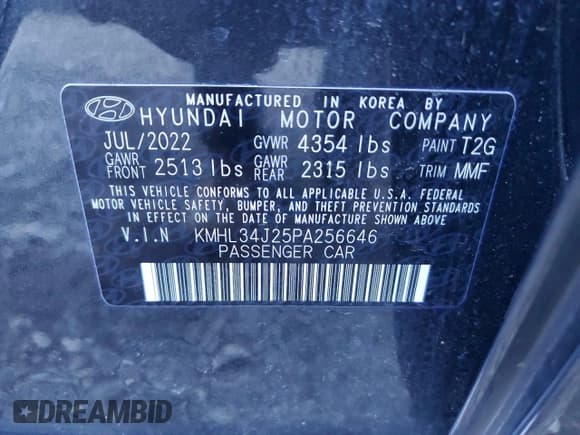 MANUFACTURED IN KOREA BY
HYUNDAI MOTOR COMPANY
JUL/2022 GVWR 4354 lbs PAINT T2G
GAWR FRONT 2513 lbs GAWR REAR 2315 lbs TRIM MMF
THIS VEHICLE CONFORMS TO ALL APPLICABLE U.S.A. FEDERAL
MOTOR VEHICLE SAFETY, BUMPER, AND THEFT PREVENTION STANDARDS
IN EFFECT ON THE DATE OF MANUFACTURE SHOWN ABOVE
V.I.N KMHL34J25PA256646
PASSENGER CAR
DREAMBID